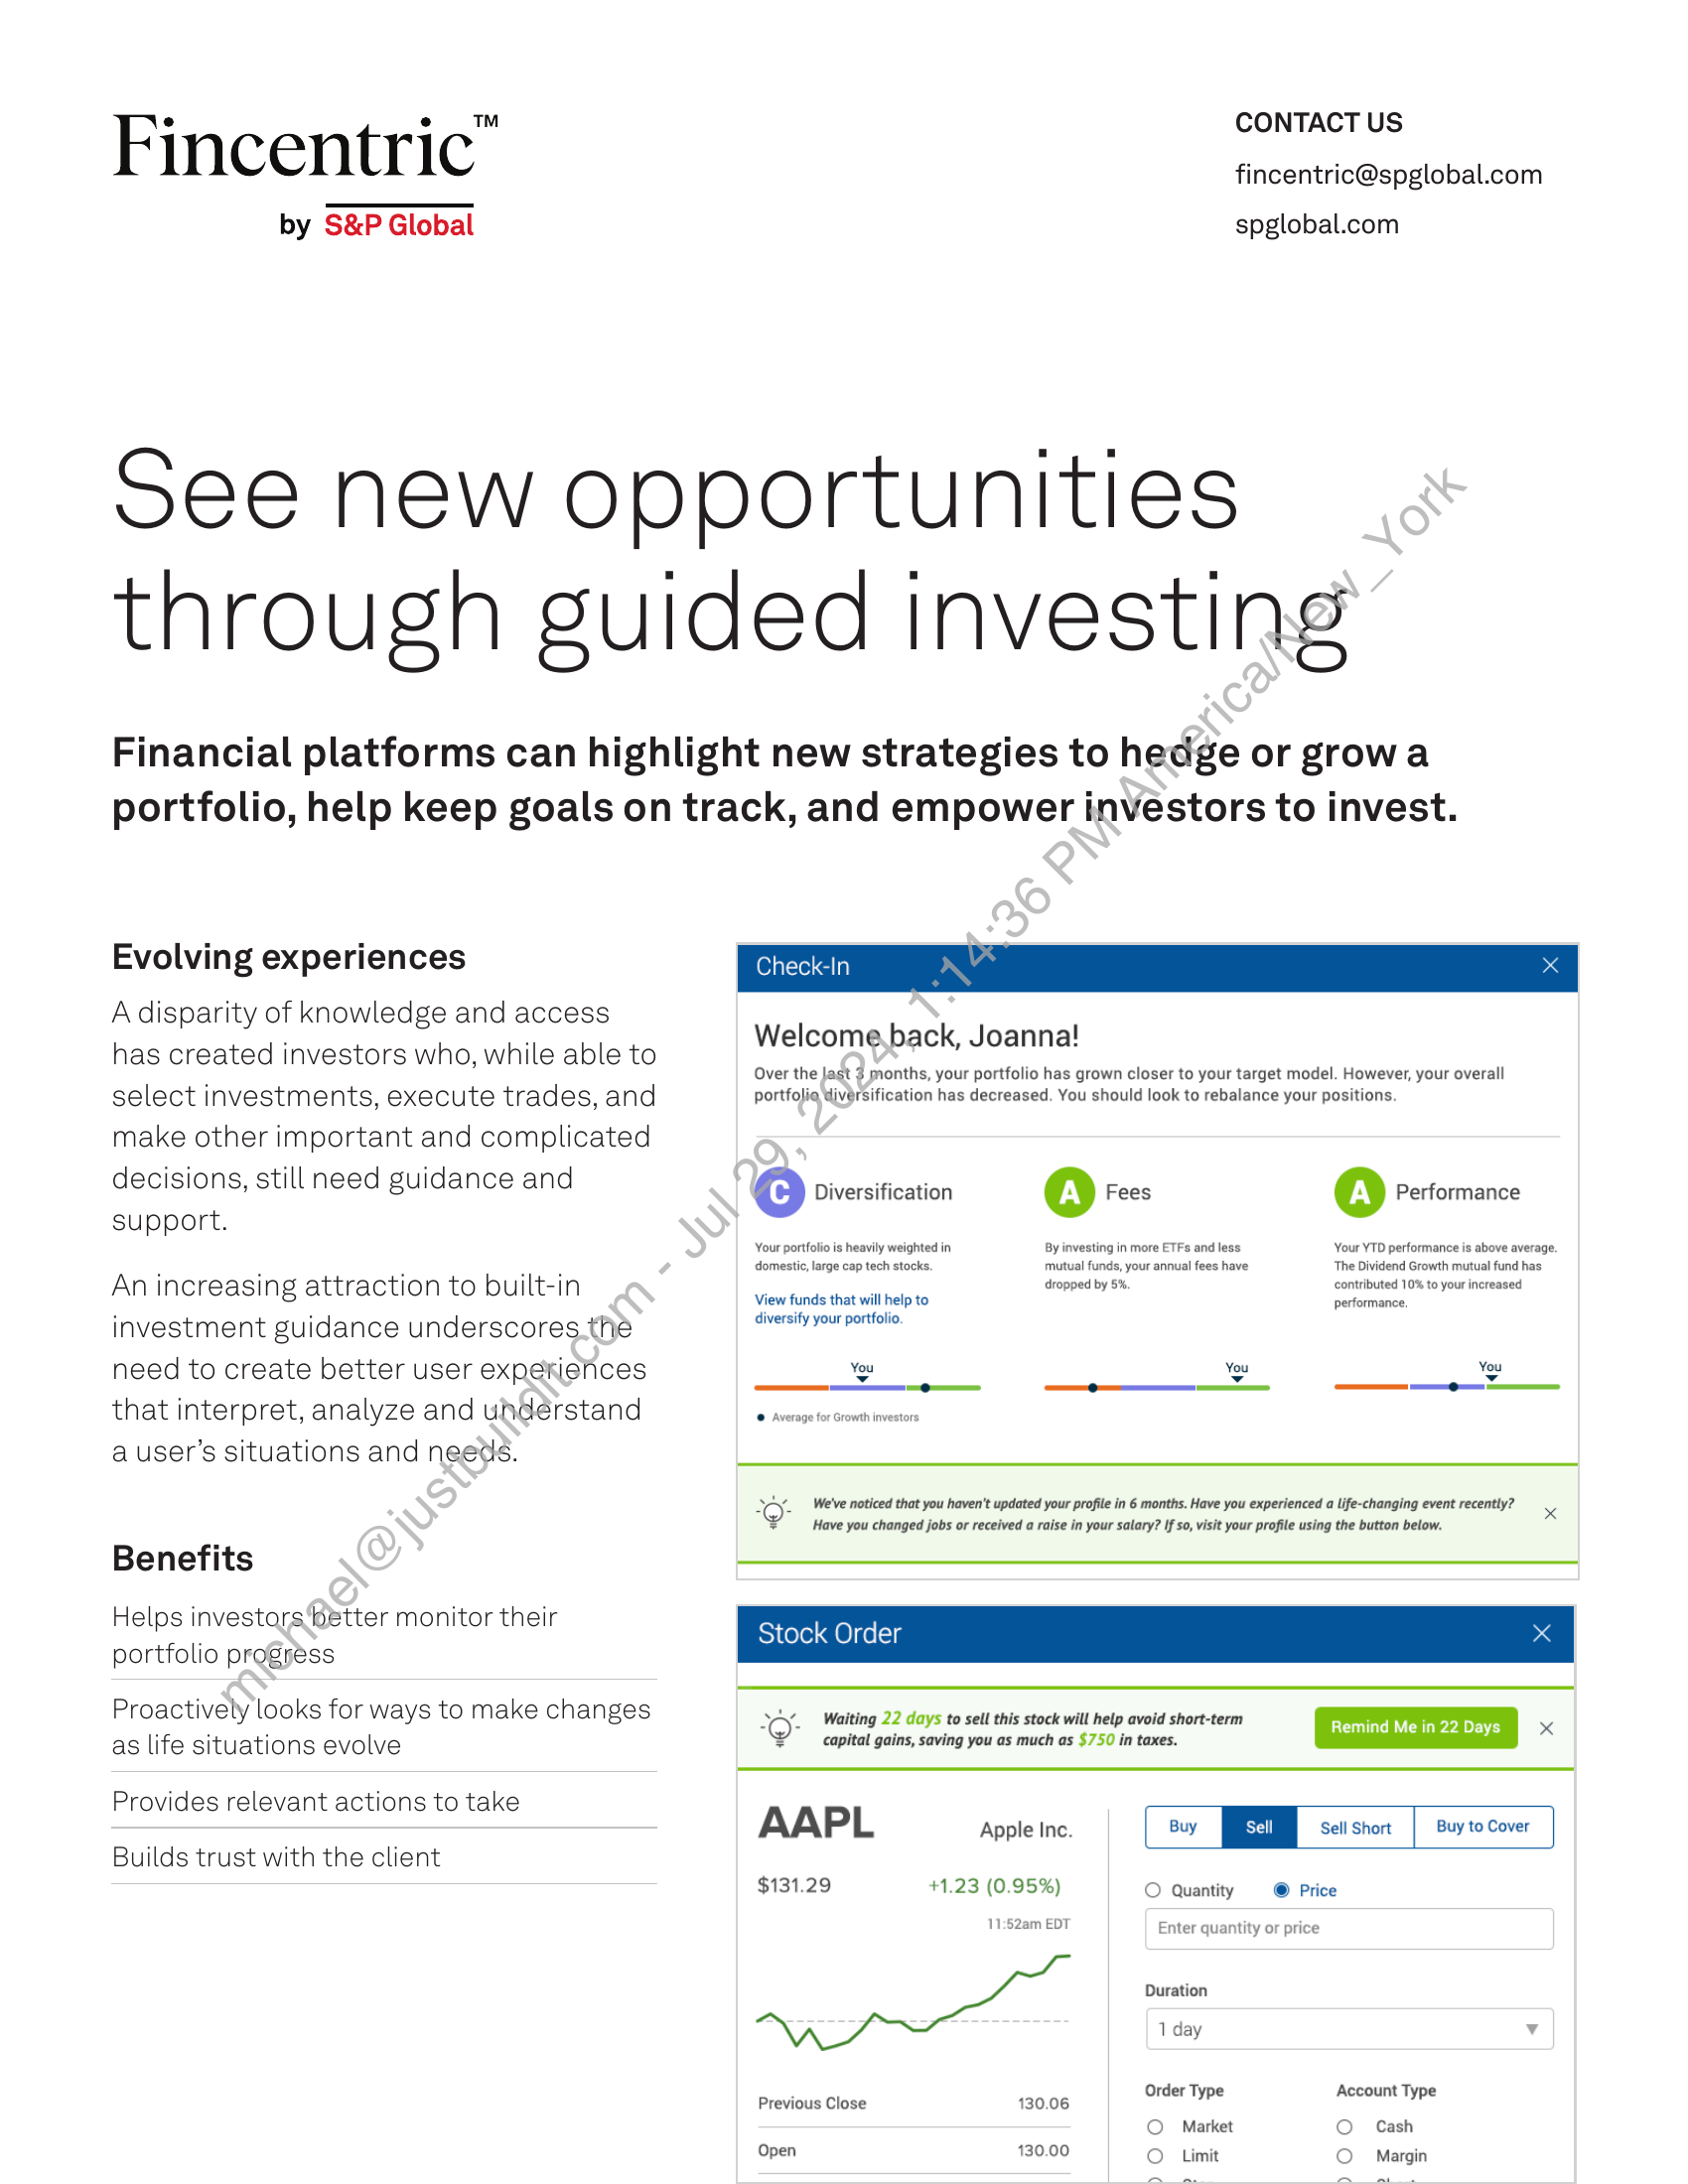 Fincentric™
by S&P Global
CONTACT US
fincentric@spglobal.com
spglobal.com
See new opportunities
through guided investing
Financial platforms can highlight new strategies to hedge or grow a
portfolio, help keep goals on track, and empower investors to invest.
Evolving experiences
A disparity of knowledge and access
has created investors who, while able to
select investments, execute trades, and
make other important and complicated
decisions, still need guidance and
support.
An increasing attraction to built-in
investment guidance underscores the
need to create better user experiences
that interpret, analyze and understand
a user's situations and needs.
Benefits
Helps investors better monitor their
portfolio progress
Proactively looks for ways to make changes
as life situations evolve
Provides relevant actions to take
Builds trust with the client
Check-In
Welcome back, Joanna!
Over the last 3 months, your portfolio has grown closer to your target model. However, your overall
portfolio diversification has decreased. You should look to rebalance your positions.
C Diversification
Your portfolio is heavily weighted in
domestic, large cap tech stocks.
View funds that will help to
diversify your portfolio.
You
Average for Growth investors
A Fees
By investing in more ETFs and less
mutual funds, your annual fees have
dropped by 5%.
You
A Performance
Your YTD performance is above average.
The Dividend Growth mutual fund has
contributed 10% to your increased
performance.
You
We've noticed that you haven't updated your profile in 6 months. Have you experienced a life-changing event recently?
Have you changed jobs or received a raise in your salary? If so, visit your profile using the button below.
Stock Order
Waiting 22 days to sell this stock will help avoid short-term
capital gains, saving you as much as $750 in taxes.
Remind Me in 22 Days
AAPL
Apple Inc.
$131.29
+1.23 (0.95%)
11:52am EDT
Previous Close 130.06
Open 130.00
Buy Sell Sell Short Buy to Cover
Quantity Price
Enter quantity or price
Duration
1 day
Order Type Account Type
Market Cash
Limit Margin
michael@justbuildit.com - Jul 29, 2024, 1:14:36 PM America/New_York